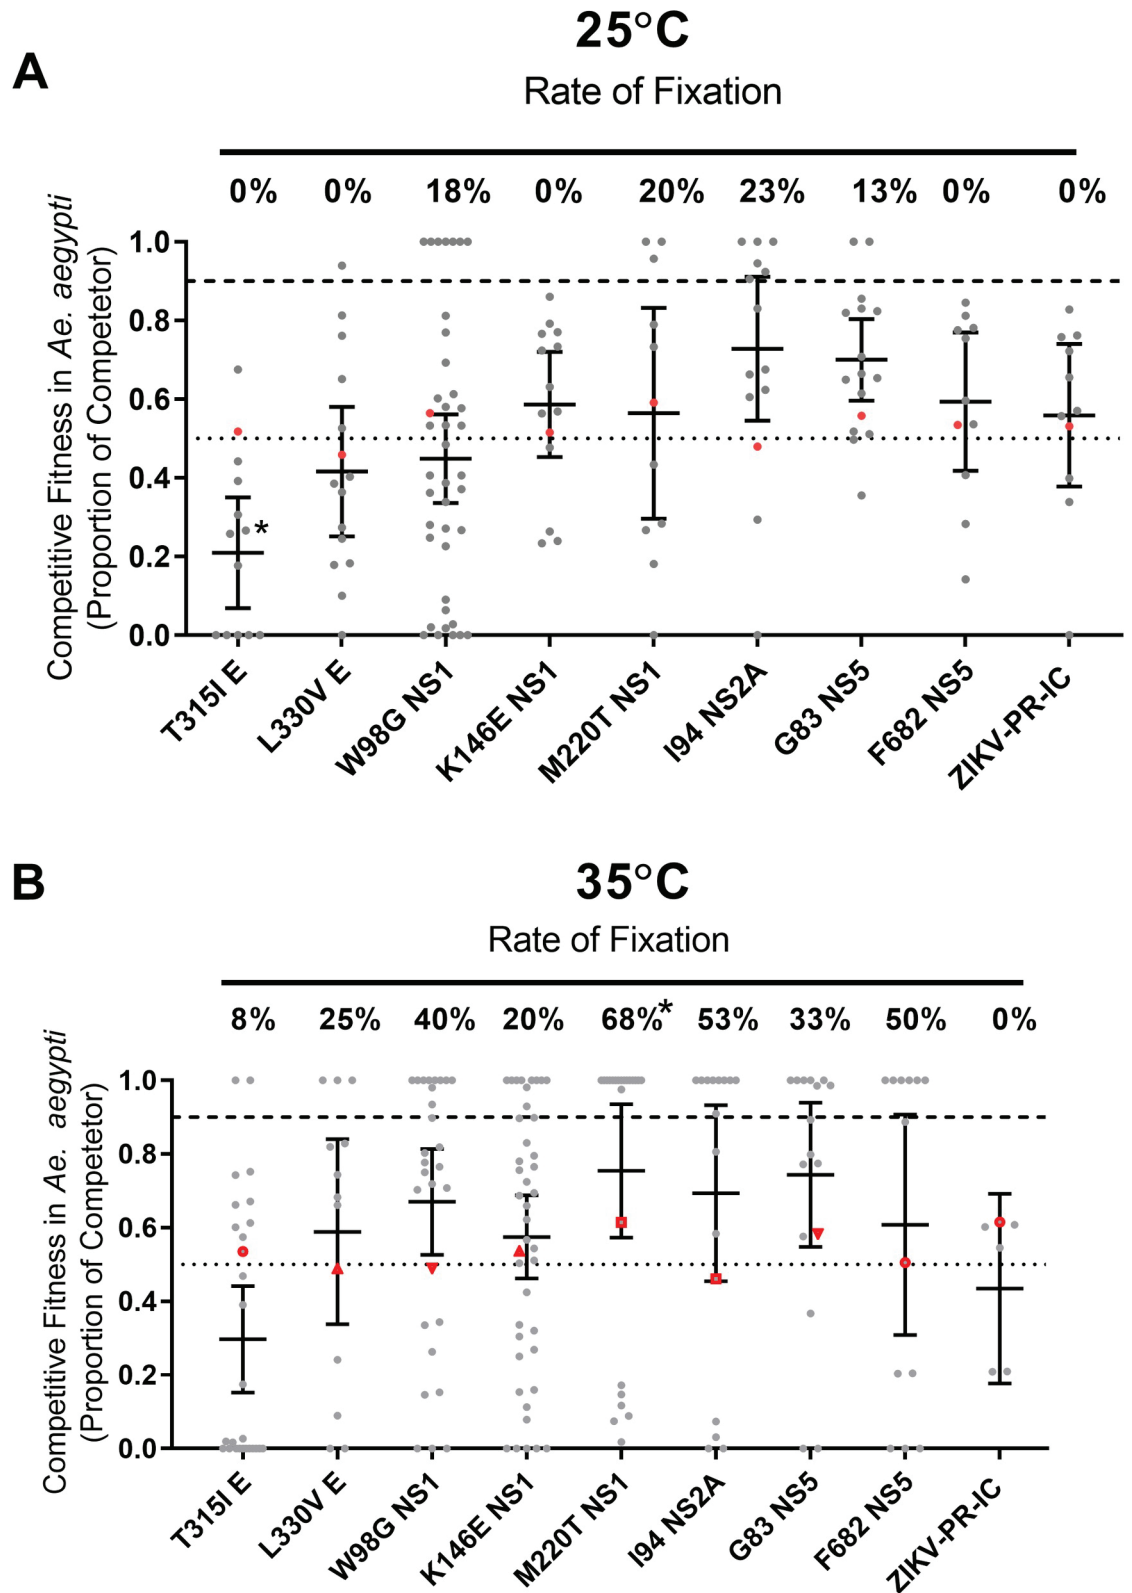 25°C
A
Rate of Fixation
0% 0% 18% 0% 20% 23% 13% 0% 0%
Competitive Fitness in Ae. aegypti
(Proportion of Competetor)
1.0
0.8
0.6
0.4
0.2
0.0
*
T315I E
L330V E
W98G NS1
K146E NS1
M220T NS1
I94 NS2A
G83 NS5
F682 NS5
ZIKV-PR-IC
B
35°C
Rate of Fixation
8% 25% 40% 20% 68%* 53% 33% 50% 0%
Competitive Fitness in Ae. aegypti
(Proportion of Competetor)
1.0
0.8
0.6
0.4
0.2
0.0
T315I E
L330V E
W98G NS1
K146E NS1
M220T NS1
I94 NS2A
G83 NS5
F682 NS5
ZIKV-PR-IC